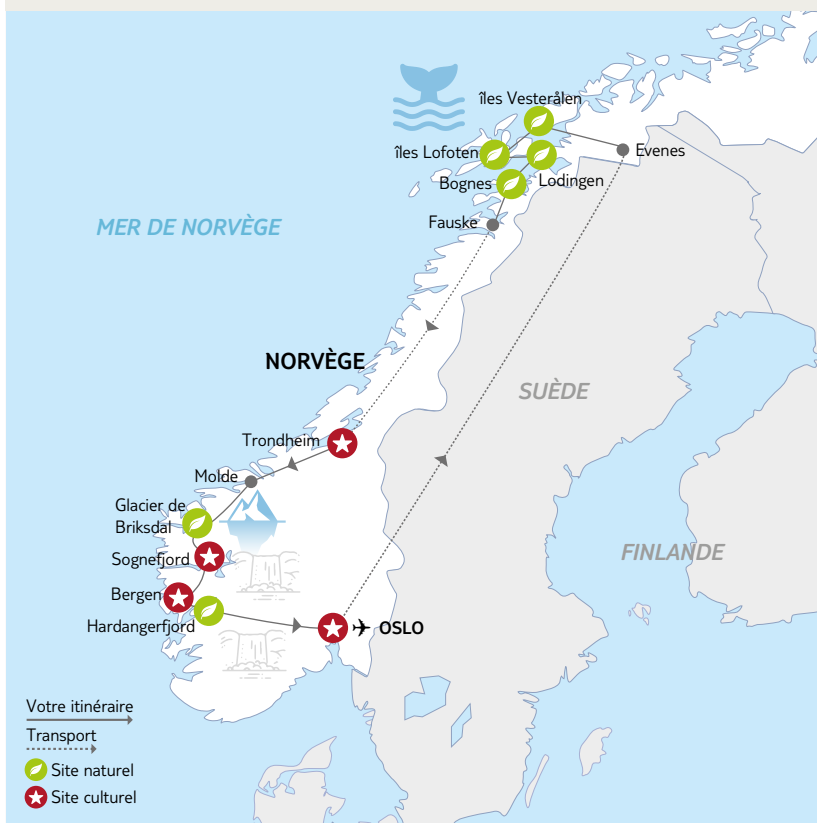 îles Vesterålen
îles Lofoten
Evenes
Bognes
Lodingen
Fauske
MER DE NORVÈGE
NORVÈGE
SUÈDE
Trondheim
Molde
Glacier de
Briksdal
Sognefjord
FINLANDE
Bergen
Hardangerfjord
OSLO
Votre itinéraire
Transport
Site naturel
Site culturel